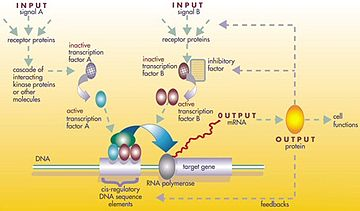 INPUT
signal A
receptor proteins
cascade of
interacting
kinase proteins
or other
molecules
inactive
transcription
factor A
active
transcription
factor A
INPUT
signal B
receptor proteins
inactive
transcription
factor B
inhibitory
factor
active
transcription
factor B
OUTPUT
mRNA
OUTPUT
protein
cell
functions
DNA
target gene
cis-regulatory
DNA sequence
elements
RNA polymerase
feedbacks